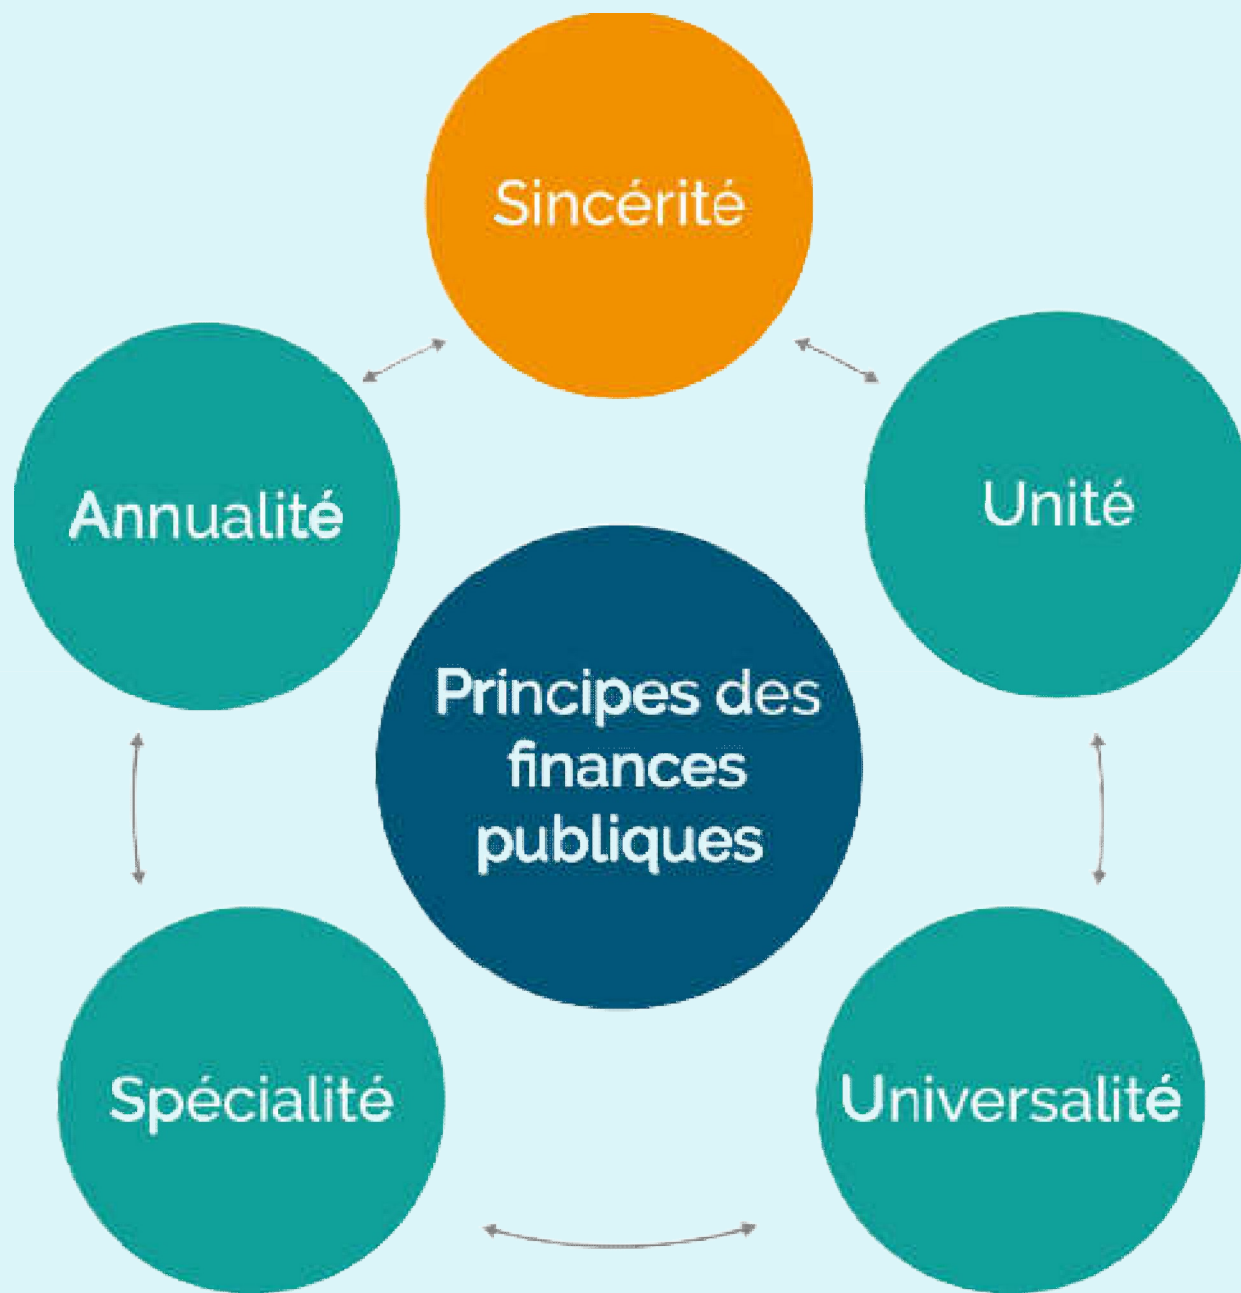 Sincérité
Annualité
Unité
Principes des
finances
publiques
Spécialité
Universalité